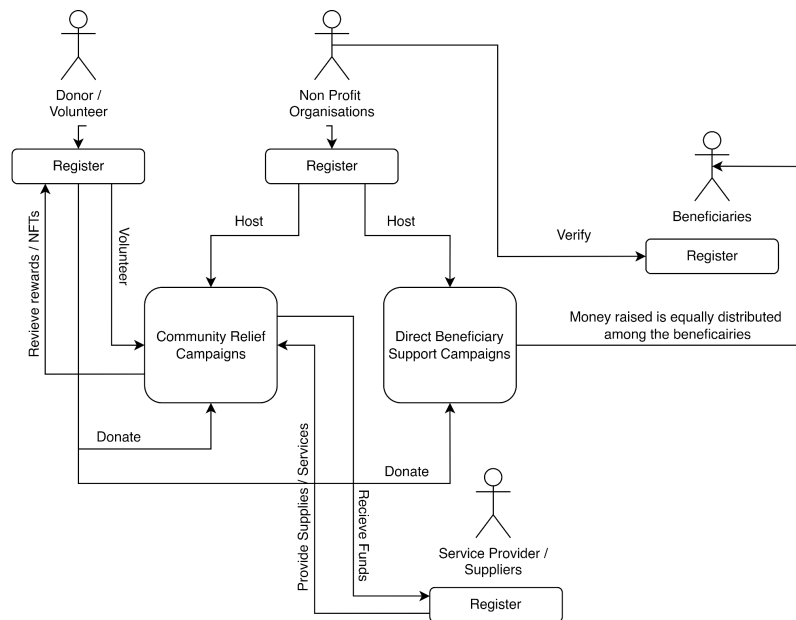 Donor /
Volunteer
Non Profit
Organisations
Register
Register
Beneficiaries
Host
Host
Verify
Register
Revieve rewards / NFTs
Volunteer
Community Relief
Campaigns
Direct Beneficiary
Support Campaigns
Money raised is equally distributed
among the beneficairies
Donate
Donate
Provide Supplies / Services
Recieve Funds
Service Provider /
Suppliers
Register